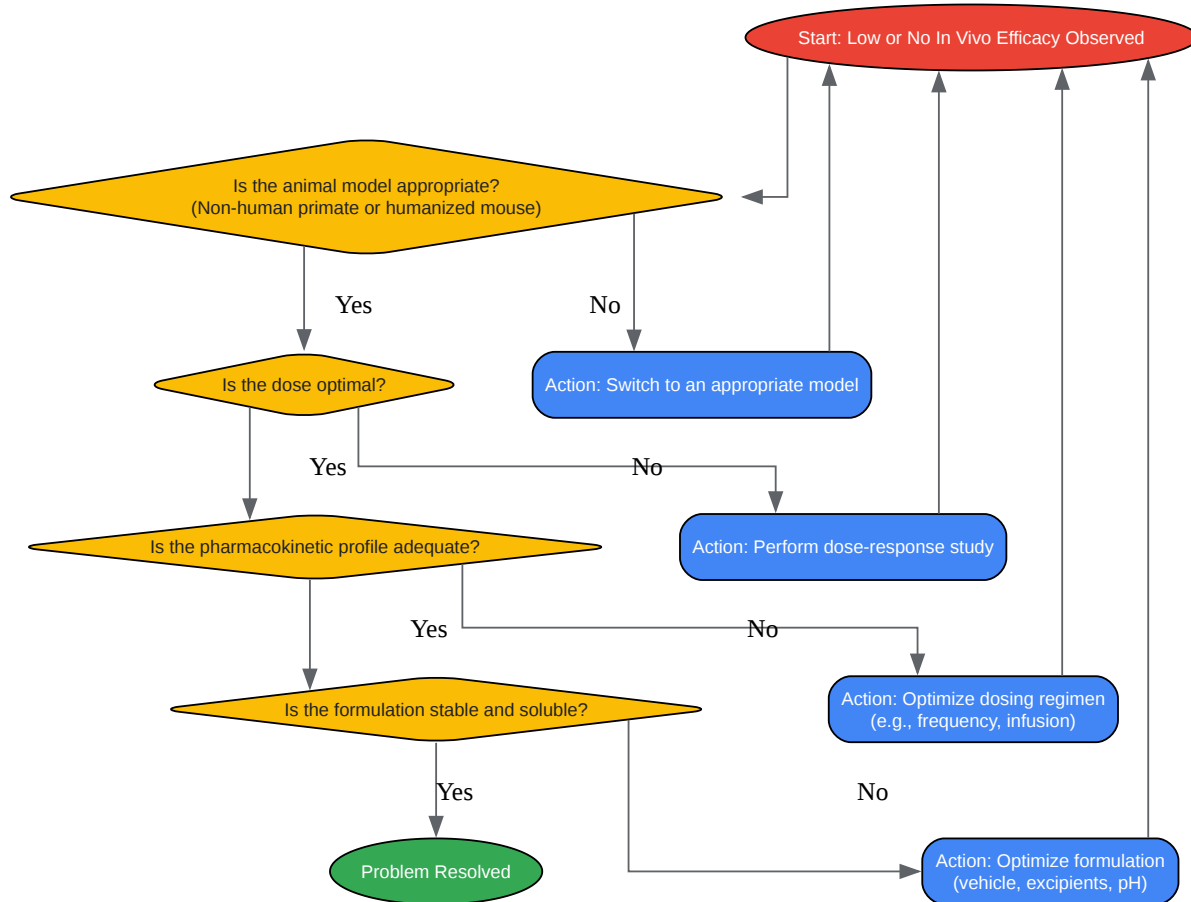 Start: Low or No In Vivo Efficacy Observed
Is the animal model appropriate?
(Non-human primate or humanized mouse)
Yes
No
Is the dose optimal?
Action: Switch to an appropriate model
Yes
No
Is the pharmacokinetic profile adequate?
Action: Perform dose-response study
Yes
No
Is the formulation stable and soluble?
Action: Optimize dosing regimen
(e.g., frequency, infusion)
Yes
No
Problem Resolved
Action: Optimize formulation
(vehicle, excipients, pH)